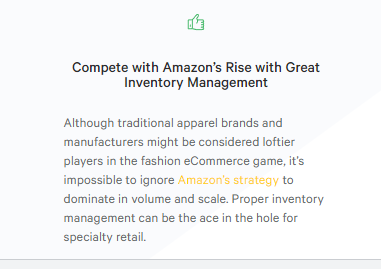 Compete with Amazon's Rise with Great
Inventory Management
Although traditional apparel brands and
manufacturers might be considered loftier
players in the fashion eCommerce game, it's
impossible to ignore Amazon's strategy to
dominate in volume and scale. Proper inventory
management can be the ace in the hole for
specialty retail.